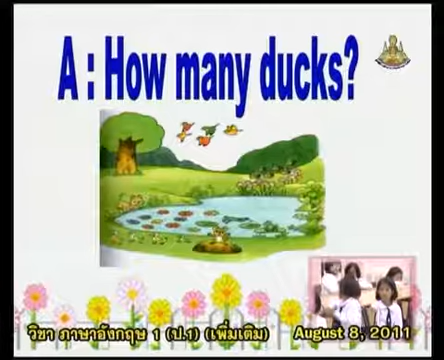 A : How many ducks?
วิชา ภาษาอังกฤษ 1 (ป.1) (เพิ่มเติม)
August 8, 2011